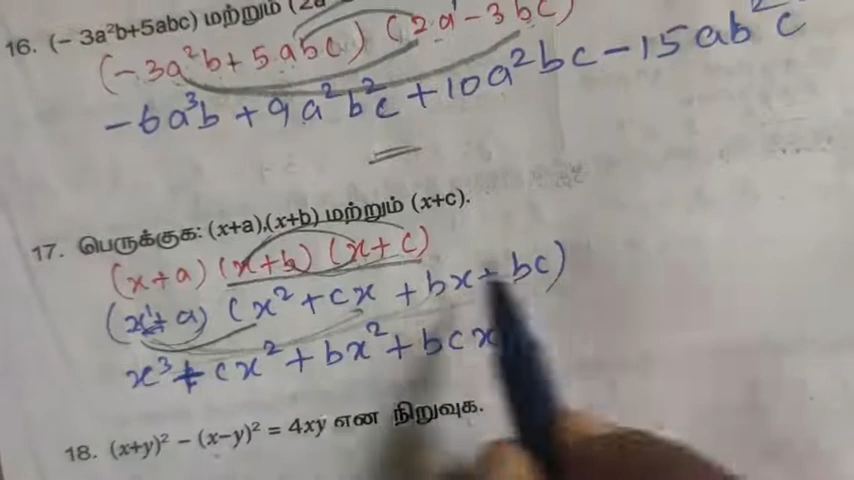 16. (– 3a²b+5abc) மற்றும் (2a
(-3a²b + 5abc) (2a - 3bc)
-6a³b + 9a²b²c + 10a²bc - 15ab²c
17. பெருக்குக: (x+a),(x+b) மற்றும் (x+c).
(x+a) (x+b) (x+c)
(x+a) (x² + cx + bx + bc)
x³ + cx² + bx² + bcx
18. (x+y)² – (x–y)² = 4xy என நிறுவுக.